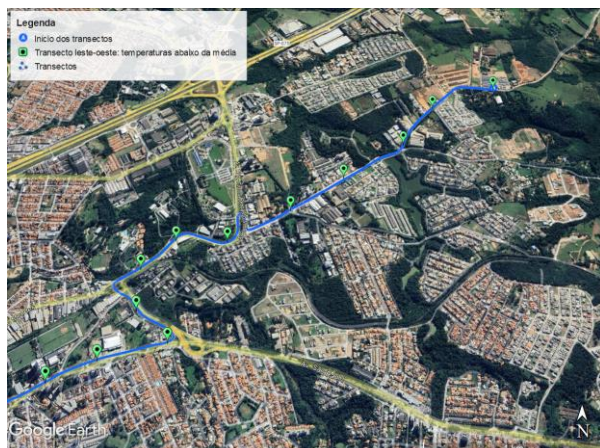 Legenda
Início dos transectos
Transecto leste-oeste: temperaturas abaixo da média
Transectos
Google Earth
N